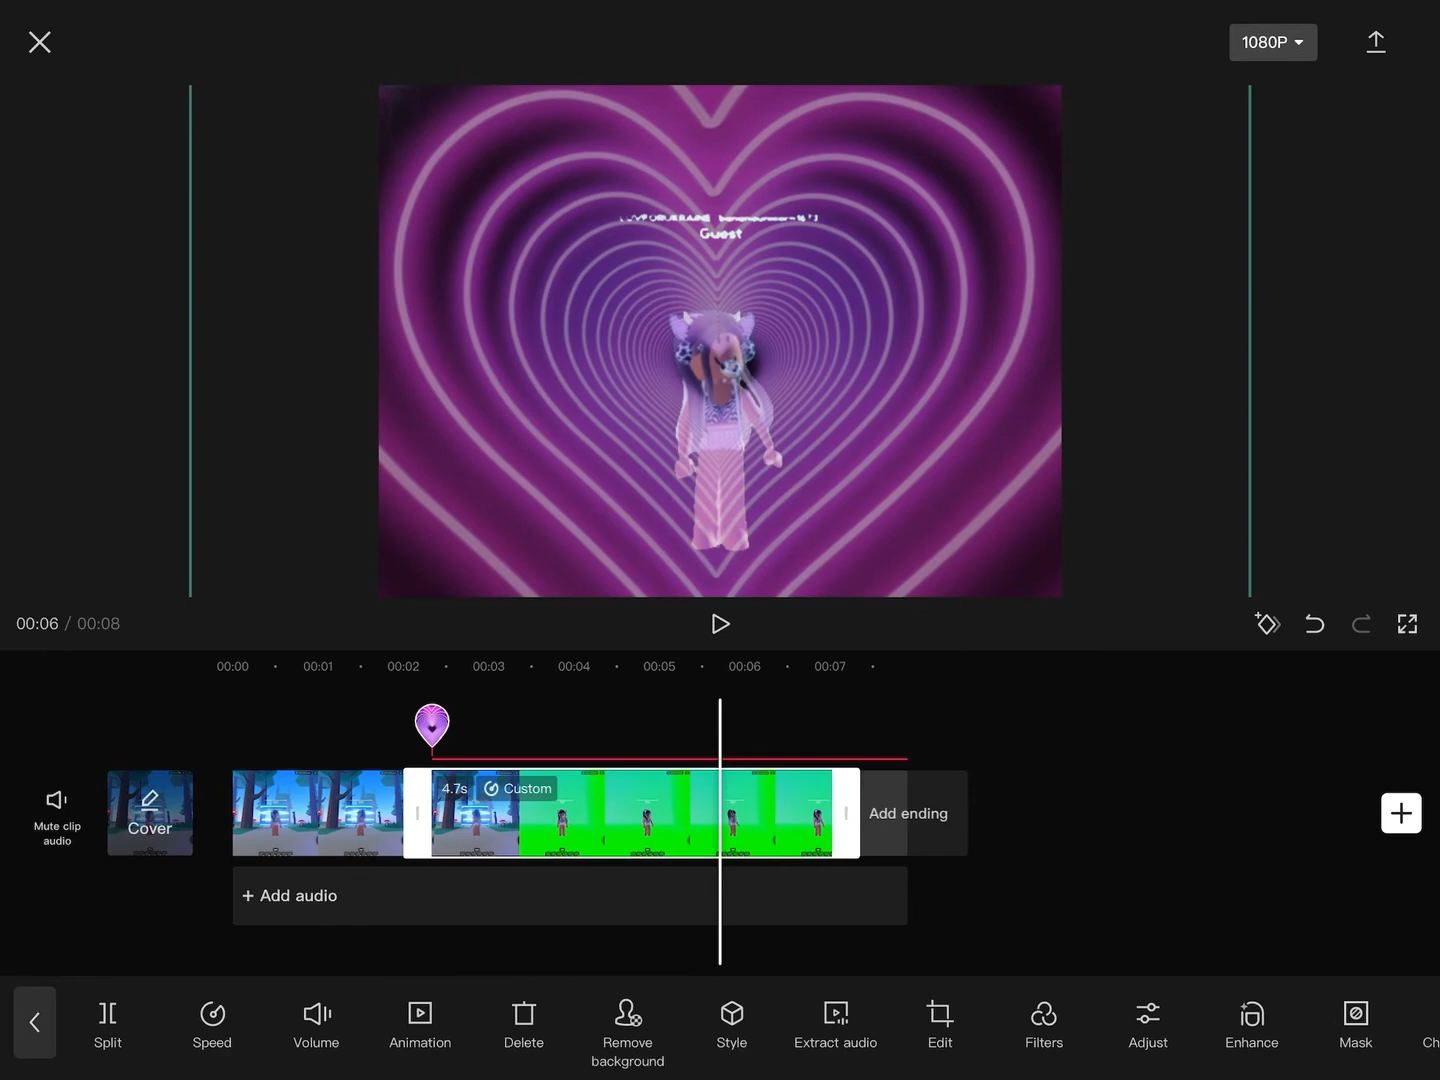 1080P
Guest
00:06 / 00:08
00:00 00:01 00:02 00:03 00:04 00:05 00:06 00:07
4.7s Custom
Mute clip
audio
Cover
Add ending
+ Add audio
Split Speed Volume Animation Delete Remove background Style Extract audio Edit Filters Adjust Enhance Mask Ch